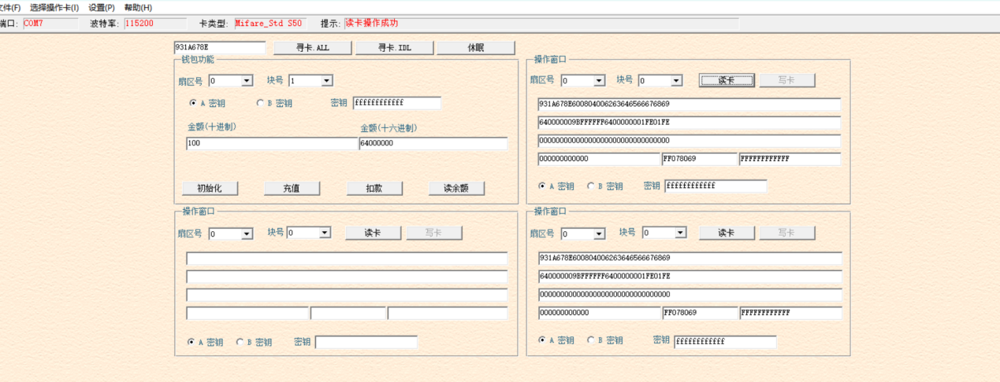 文件(F) 选择操作卡(I) 设置(P) 帮助(H)
端口: COM7 波特率: 115200 卡类型: Mifare_Std S50 提示: 读卡操作成功
931A678E 寻卡.ALL 寻卡.IDL 休眠
钱包功能
扇区号 0 块号 1
A 密钥 B 密钥 密钥 ffffffffffff
金额(十进制) 金额(十六进制)
100 64000000
初始化 充值 扣款 读余额
操作窗口
扇区号 0 块号 0 读卡 写卡
931A678E600804006263646566676869
640000009BFFFFFF6400000001FE01FE
00000000000000000000000000000000
000000000000 FF078069 FFFFFFFFFFFF
A 密钥 B 密钥 密钥 ffffffffffff
操作窗口
扇区号 0 块号 0 读卡 写卡
A 密钥 B 密钥 密钥
操作窗口
扇区号 0 块号 0 读卡 写卡
931A678E600804006263646566676869
640000009BFFFFFF6400000001FE01FE
00000000000000000000000000000000
000000000000 FF078069 FFFFFFFFFFFF
A 密钥 B 密钥 密钥 ffffffffffff